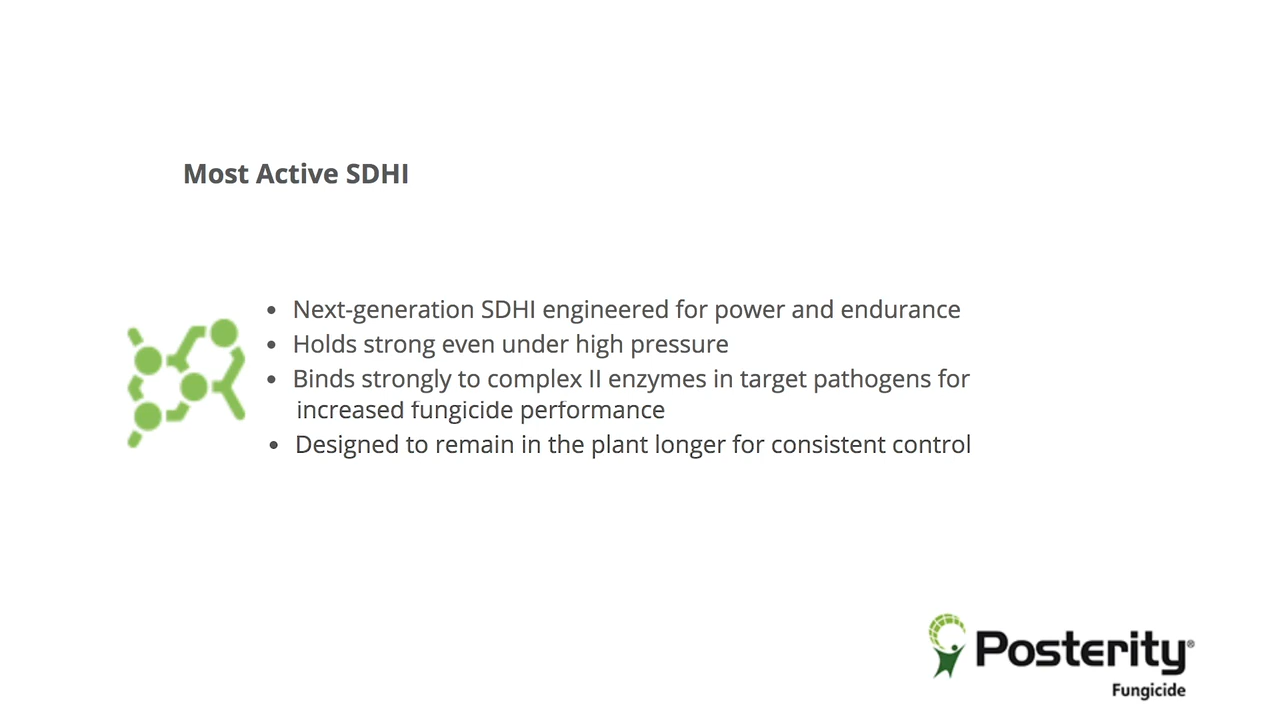 Most Active SDHI
• Next-generation SDHI engineered for power and endurance
• Holds strong even under high pressure
• Binds strongly to complex II enzymes in target pathogens for
increased fungicide performance
• Designed to remain in the plant longer for consistent control
Posterity®
Fungicide